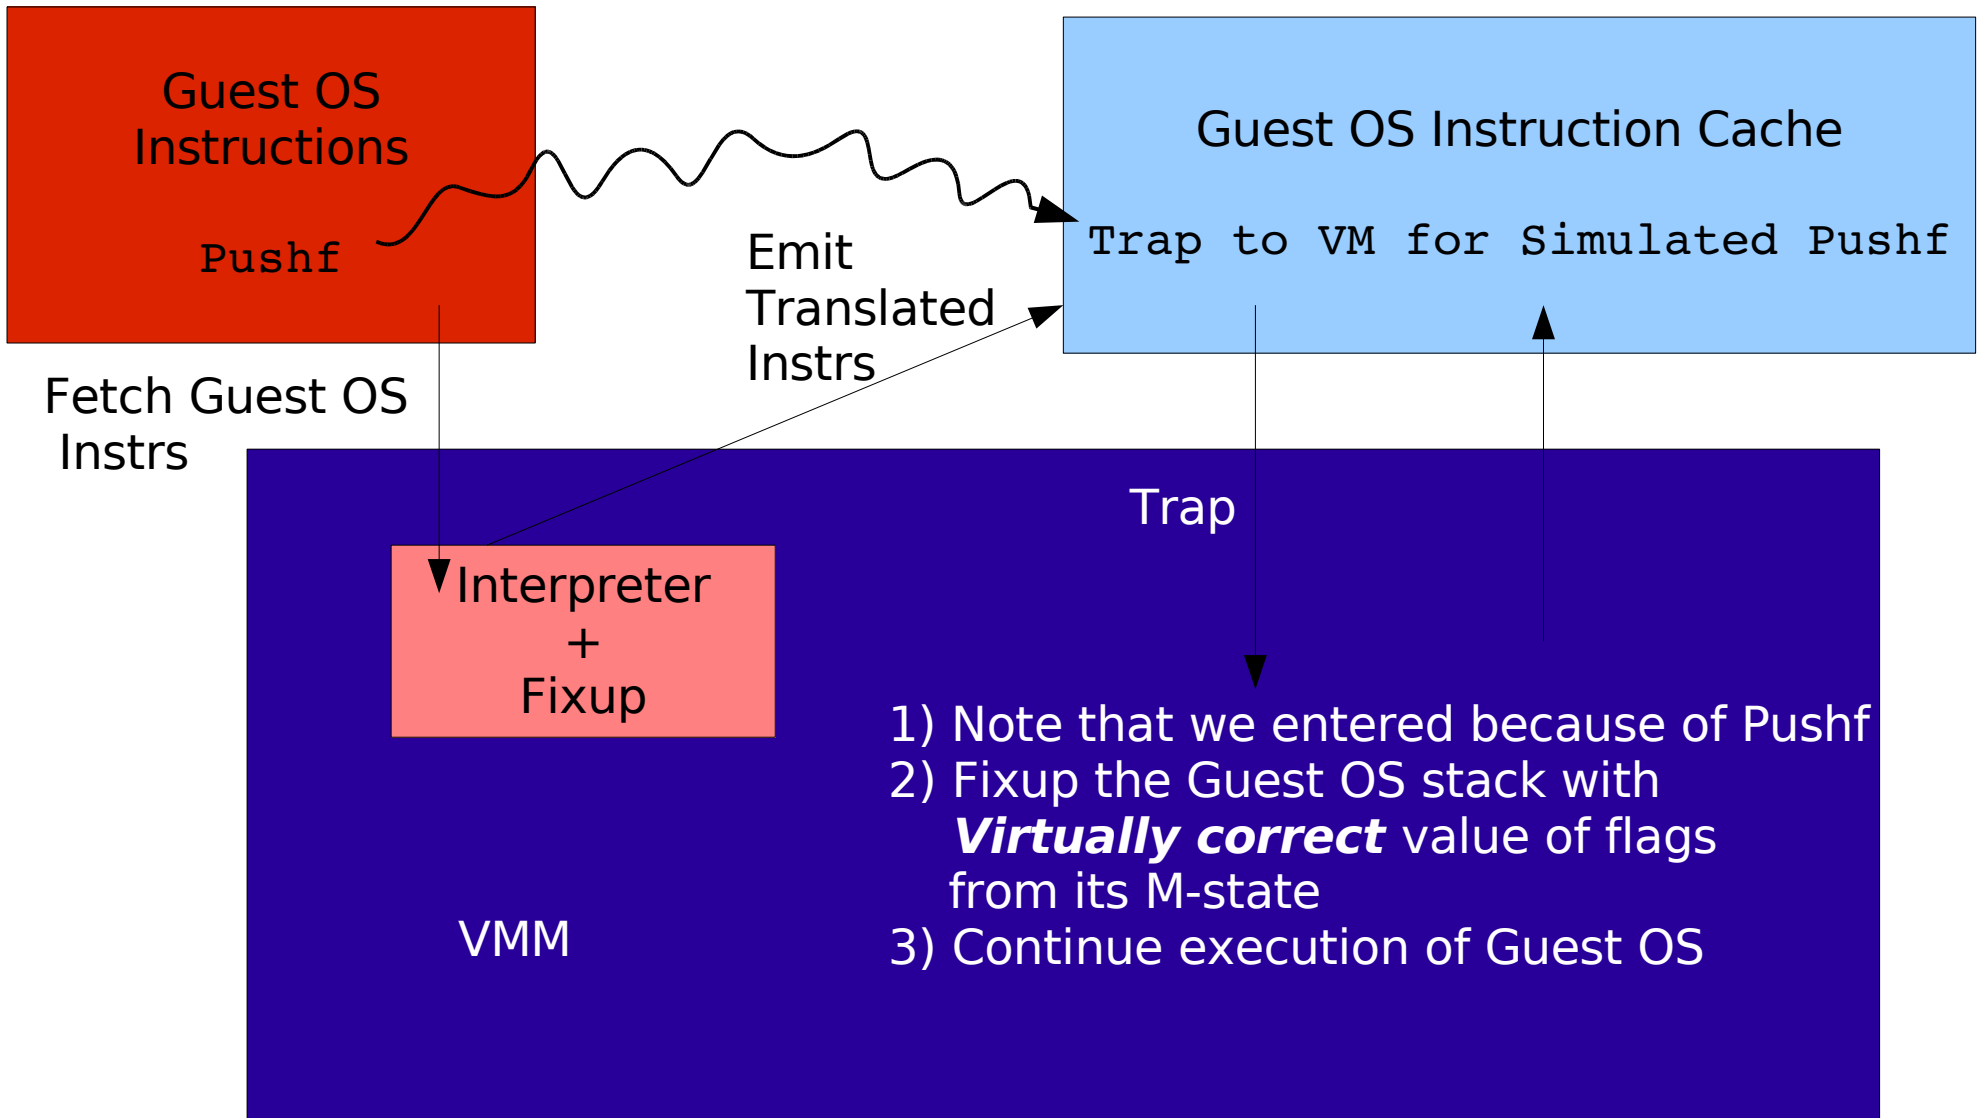 Guest OS
Instructions
Pushf
Guest OS Instruction Cache
Trap to VM for Simulated Pushf
Emit
Translated
Instrs
Fetch Guest OS
Instrs
Trap
Interpreter
+
Fixup
1) Note that we entered because of Pushf
2) Fixup the Guest OS stack with
Virtually correct value of flags
from its M-state
3) Continue execution of Guest OS
VMM